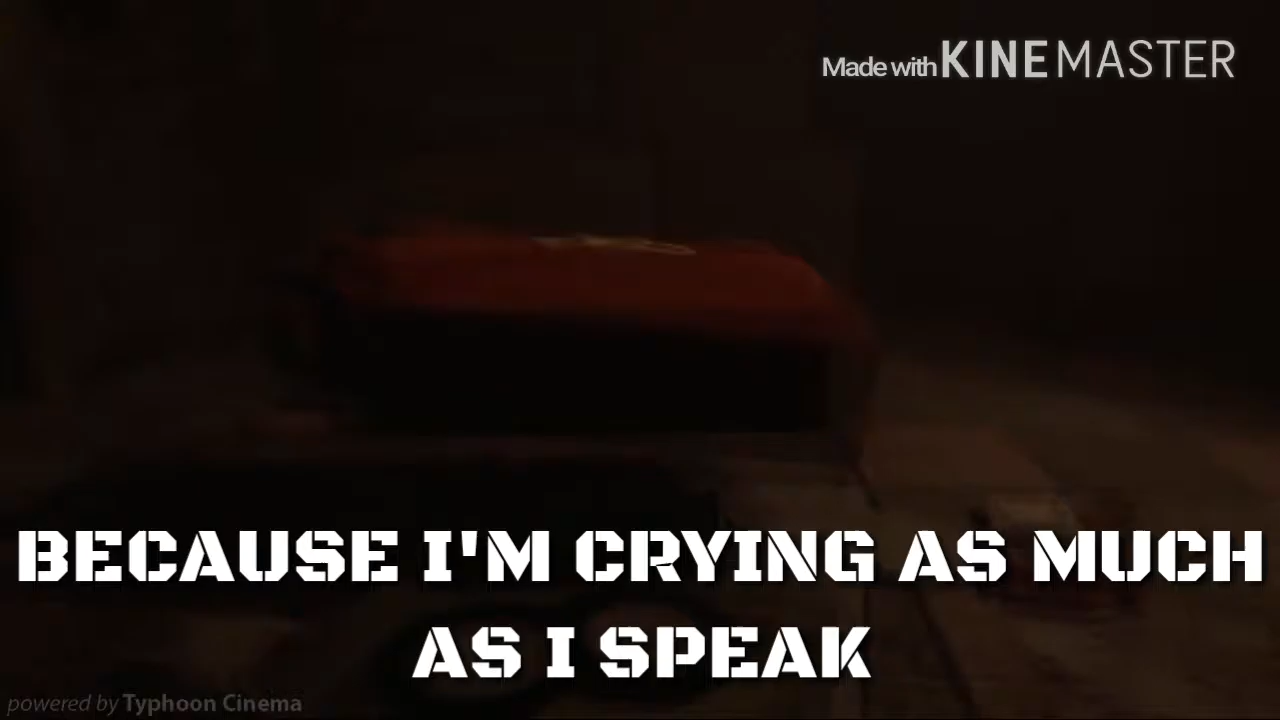 Made with KINEMASTER
BECAUSE I'M CRYING AS MUCH
AS I SPEAK
powered by Typhoon Cinema